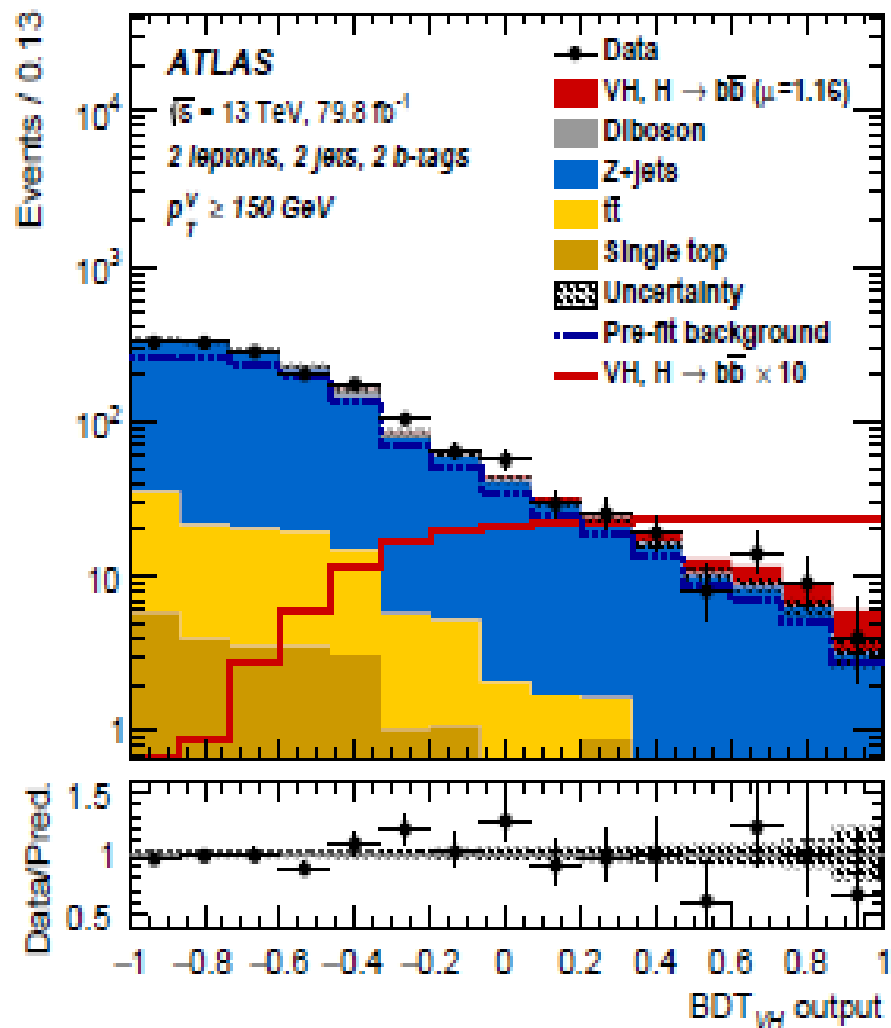 Events / 0.13
ATLAS
√s = 13 TeV, 79.8 fb⁻¹
2 leptons, 2 jets, 2 b-tags
p_T^V ≥ 150 GeV
Data
VH, H → bb̅ (μ=1.16)
Diboson
Z+jets
tt̅
Single top
Uncertainty
Pre-fit background
VH, H → bb̅ × 10
10⁴
10³
10²
10
1
Data/Pred.
1.5
1
0.5
−1 −0.8 −0.6 −0.4 −0.2 0 0.2 0.4 0.6 0.8 1
BDT_VH output